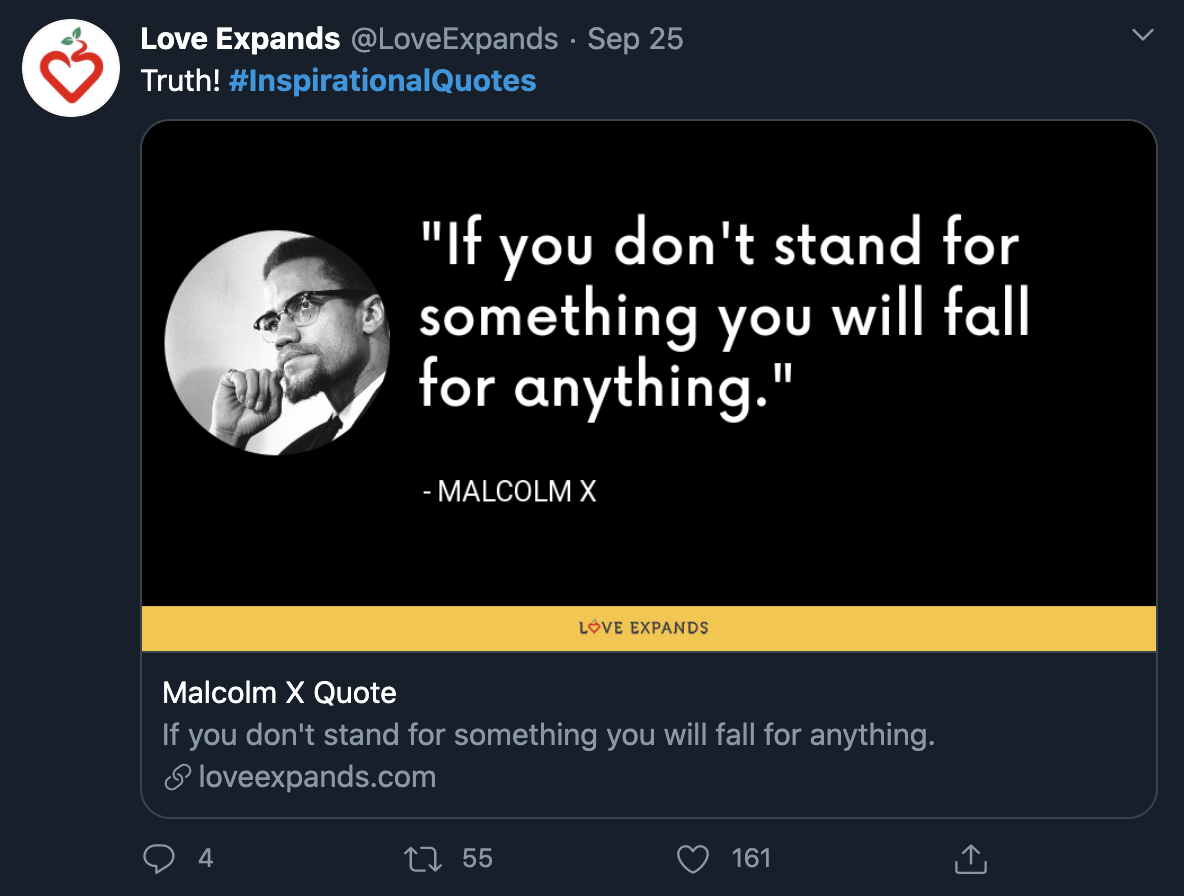 Love Expands @LoveExpands · Sep 25
Truth! #InspirationalQuotes
"If you don't stand for
something you will fall
for anything."
- MALCOLM X
LOVE EXPANDS
Malcolm X Quote
If you don't stand for something you will fall for anything.
loveexpands.com
4 55 161